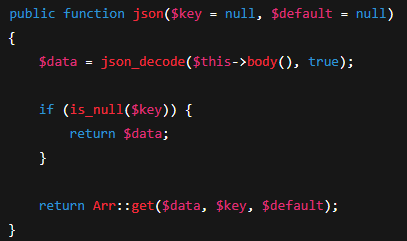 public function json($key = null, $default = null)
{
    $data = json_decode($this->body(), true);
    if (is_null($key)) {
        return $data;
    }
    return Arr::get($data, $key, $default);
}